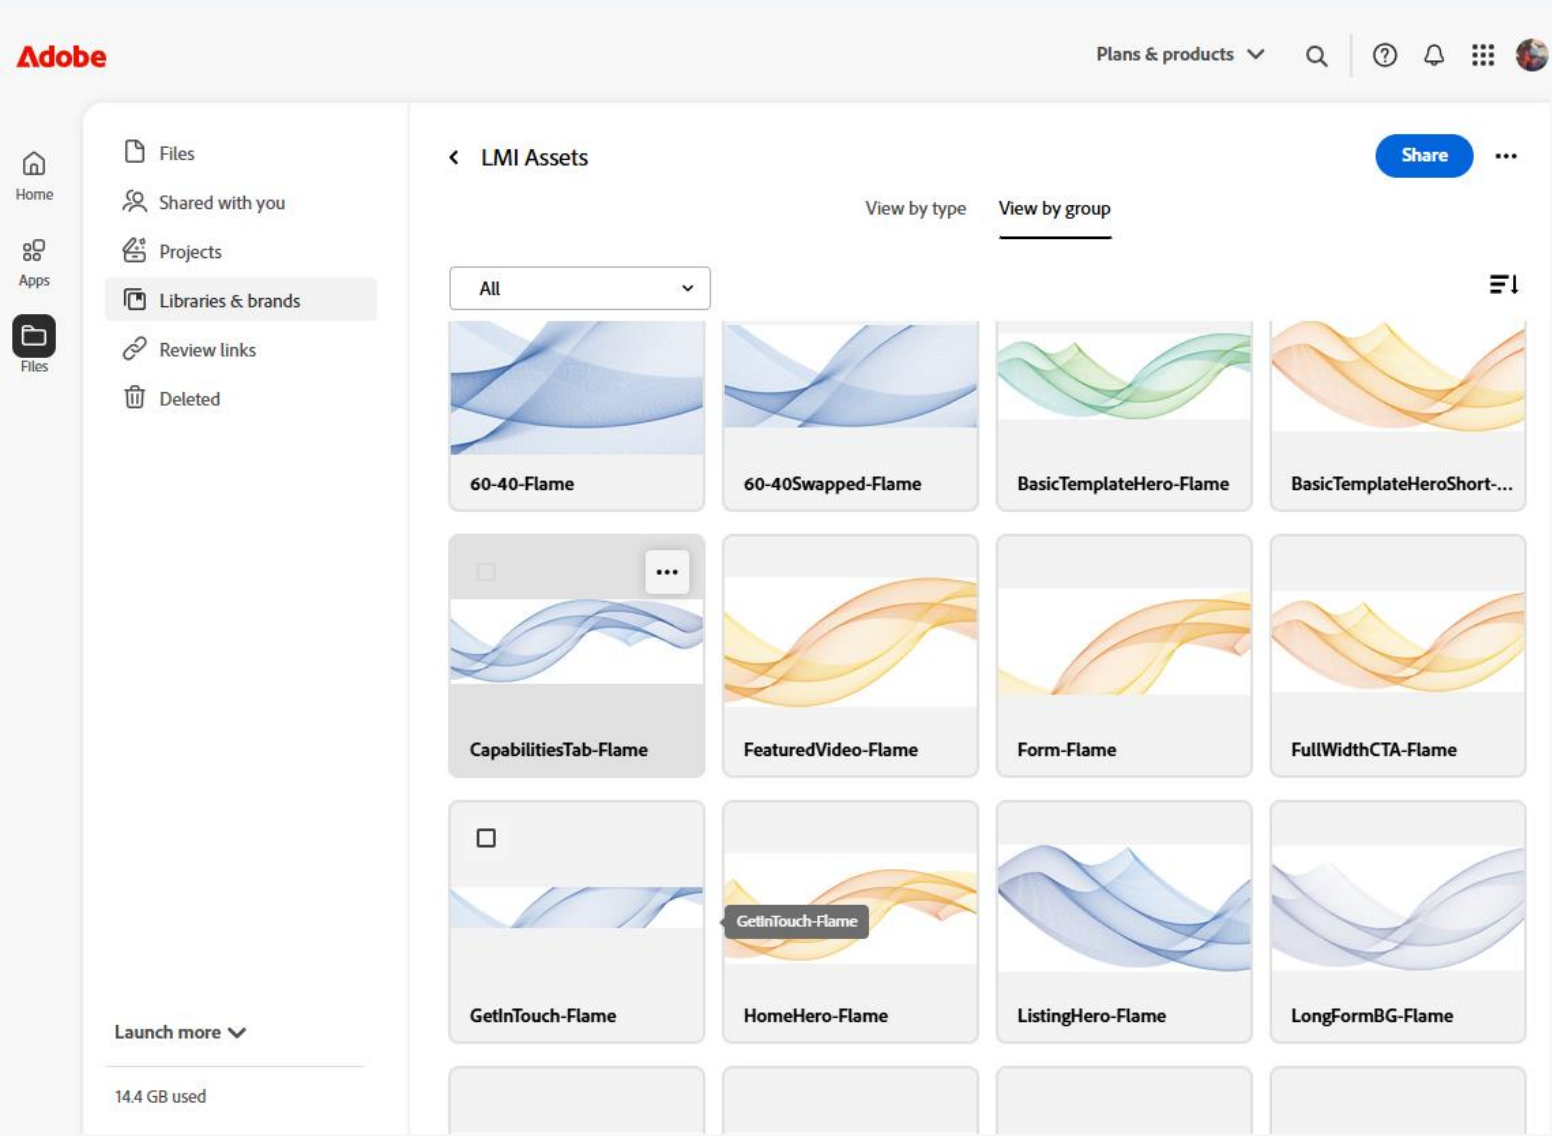 Adobe
Plans & products
Home
Apps
Files
Files
Shared with you
Projects
Libraries & brands
Review links
Deleted
Launch more
14.4 GB used
LMI Assets
Share
View by type
View by group
All
60-40-Flame
60-40Swapped-Flame
BasicTemplateHero-Flame
BasicTemplateHeroShort-...
CapabilitiesTab-Flame
FeaturedVideo-Flame
Form-Flame
FullWidthCTA-Flame
GetInTouch-Flame
GetInTouch-Flame
HomeHero-Flame
ListingHero-Flame
LongFormBG-Flame